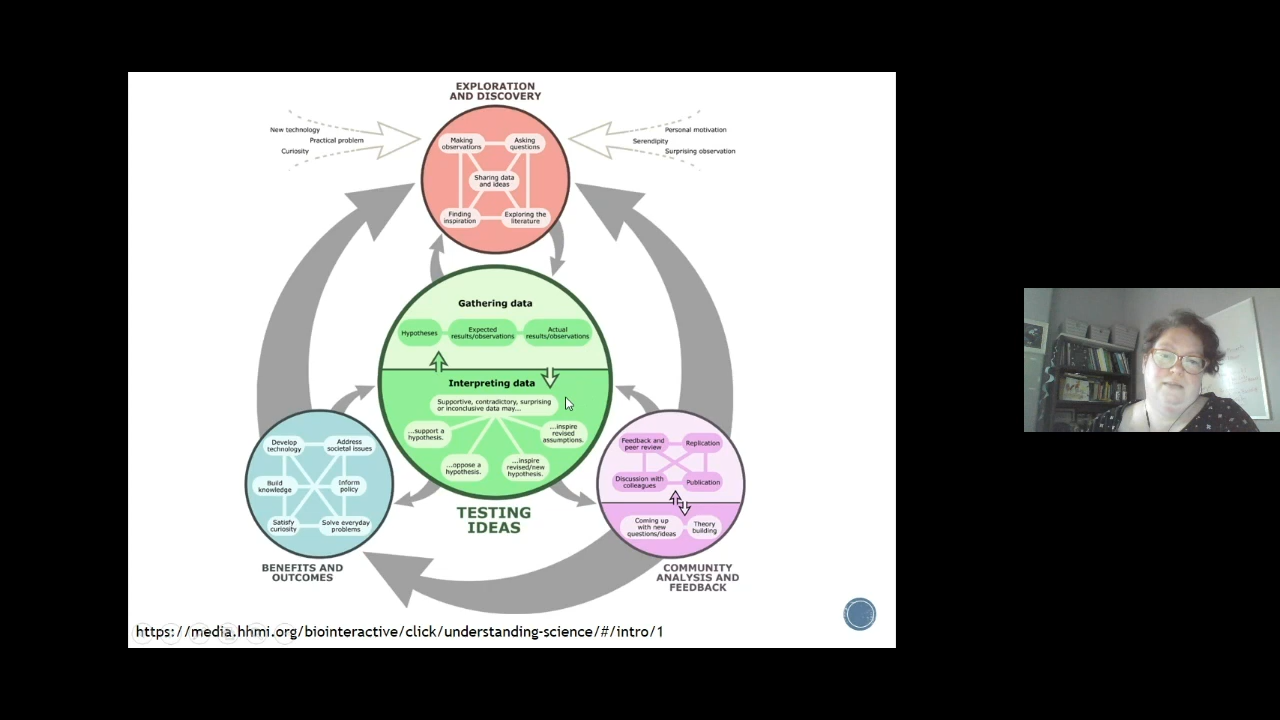 EXPLORATION
AND DISCOVERY
New technology
Practical problem
Curiosity
Personal motivation
Serendipity
Surprising observation
Making
observations
Asking
questions
Sharing data
and ideas
Finding
inspiration
Exploring the
literature
Gathering data
Hypotheses
Expected
results/observations
Actual
results/observations
Interpreting data
Supportive, contradictory, surprising
or inconclusive data may...
...support a
hypothesis.
...oppose a
hypothesis.
...inspire
revised/new
hypothesis.
...inspire
revised
assumptions.
TESTING
IDEAS
Develop
technology
Address
societal issues
Build
knowledge
Inform
policy
Satisfy
curiosity
Solve everyday
problems
BENEFITS AND
OUTCOMES
Feedback and
peer review
Replication
Discussion with
colleagues
Publication
Coming up
with new
questions/ideas
Theory
building
COMMUNITY
ANALYSIS AND
FEEDBACK
https://media.hhmi.org/biointeractive/click/understanding-science/#/intro/1